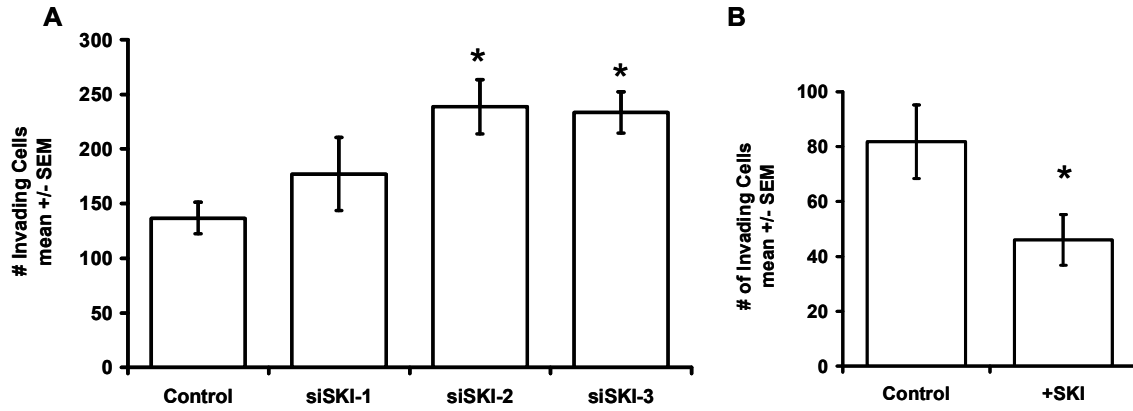 A
# Invading Cells
mean +/- SEM
300
250
200
150
100
50
0
*
*
Control
siSKI-1
siSKI-2
siSKI-3
B
# of Invading Cells
mean +/- SEM
100
80
60
40
20
0
*
Control
+SKI